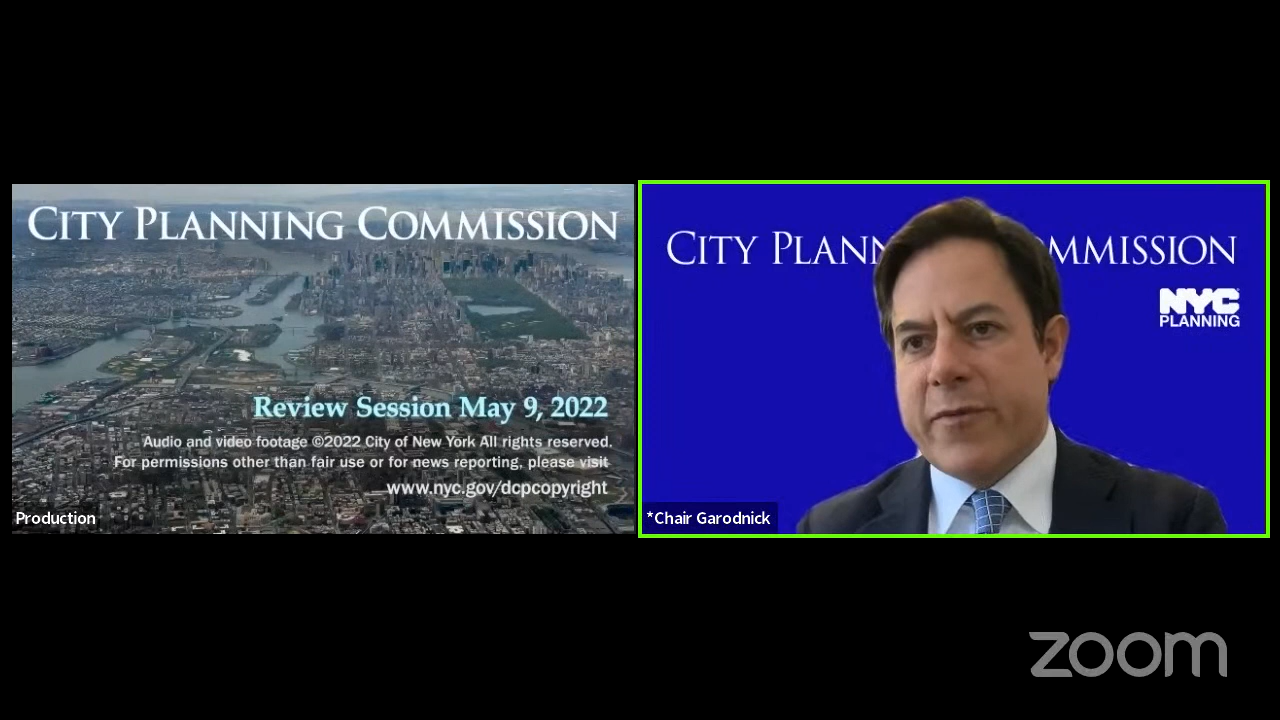 CITY PLANNING COMMISSION
Review Session May 9, 2022
Audio and video footage ©2022 City of New York All rights reserved.
For permissions other than fair use or for news reporting, please visit
www.nyc.gov/dcpcopyright
Production
CITY PLANN MMISSION
NYC
PLANNING
*Chair Garodnick
zoom